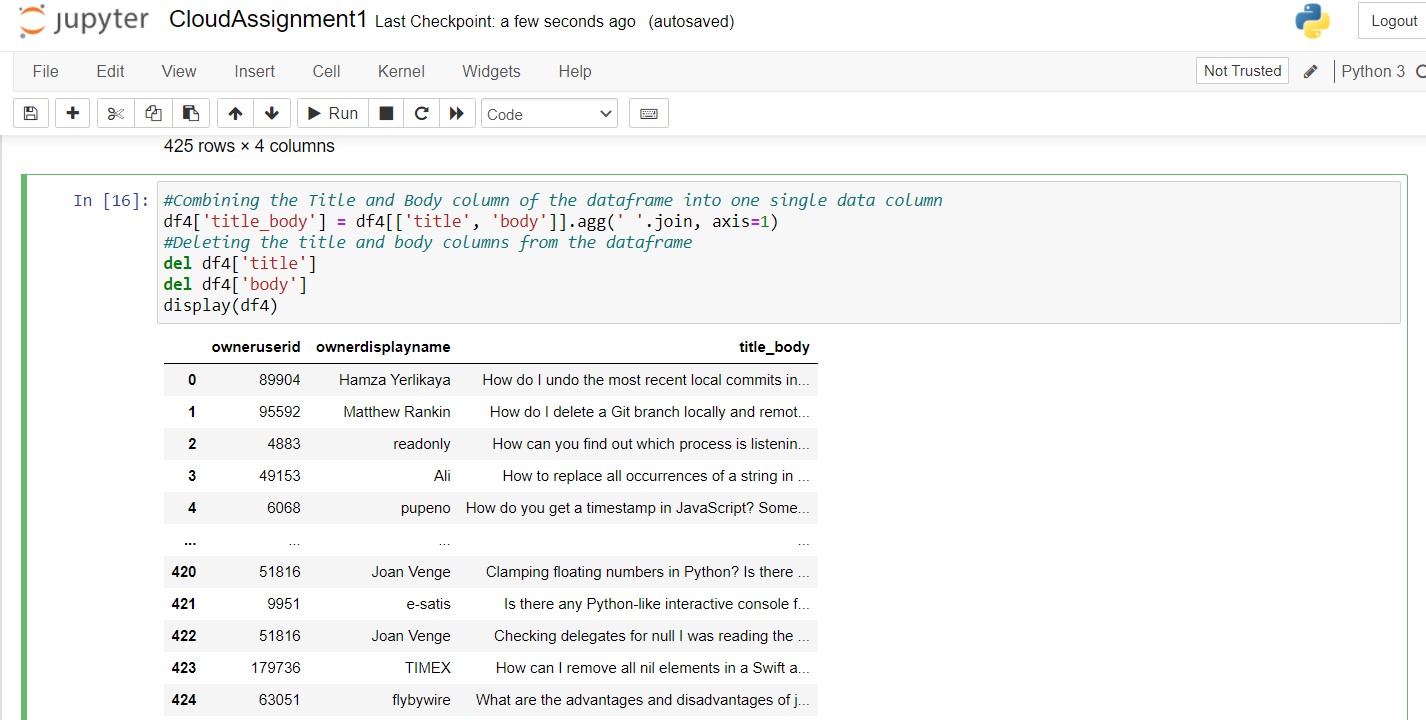 jupyter CloudAssignment1 Last Checkpoint: a few seconds ago (autosaved) Logout
File Edit View Insert Cell Kernel Widgets Help Not Trusted Python 3
Run Code
425 rows × 4 columns
In [16]: #Combining the Title and Body column of the dataframe into one single data column
df4['title_body'] = df4[['title', 'body']].agg(' '.join, axis=1)
#Deleting the title and body columns from the dataframe
del df4['title']
del df4['body']
display(df4)
owneruserid ownerdisplayname title_body
0 89904 Hamza Yerlikaya How do I undo the most recent local commits in...
1 95592 Matthew Rankin How do I delete a Git branch locally and remot...
2 4883 readonly How can you find out which process is listenin...
3 49153 Ali How to replace all occurrences of a string in ...
4 6068 pupeno How do you get a timestamp in JavaScript? Some...
... ... ... ...
420 51816 Joan Venge Clamping floating numbers in Python? Is there ...
421 9951 e-satis Is there any Python-like interactive console f...
422 51816 Joan Venge Checking delegates for null I was reading the ...
423 179736 TIMEX How can I remove all nil elements in a Swift a...
424 63051 flybywire What are the advantages and disadvantages of j...